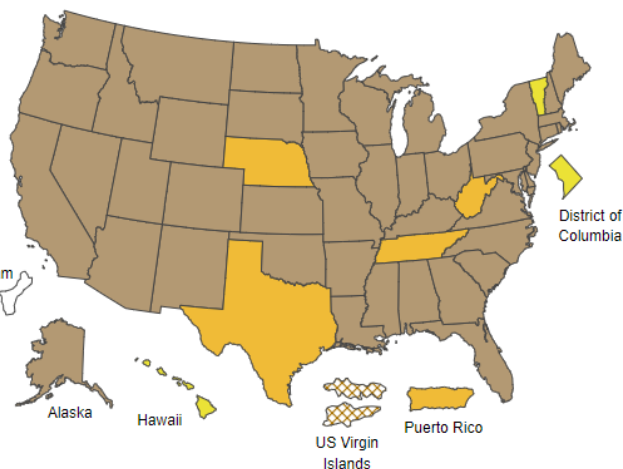 District of
Columbia
Alaska
Hawaii
US Virgin
Islands
Puerto Rico